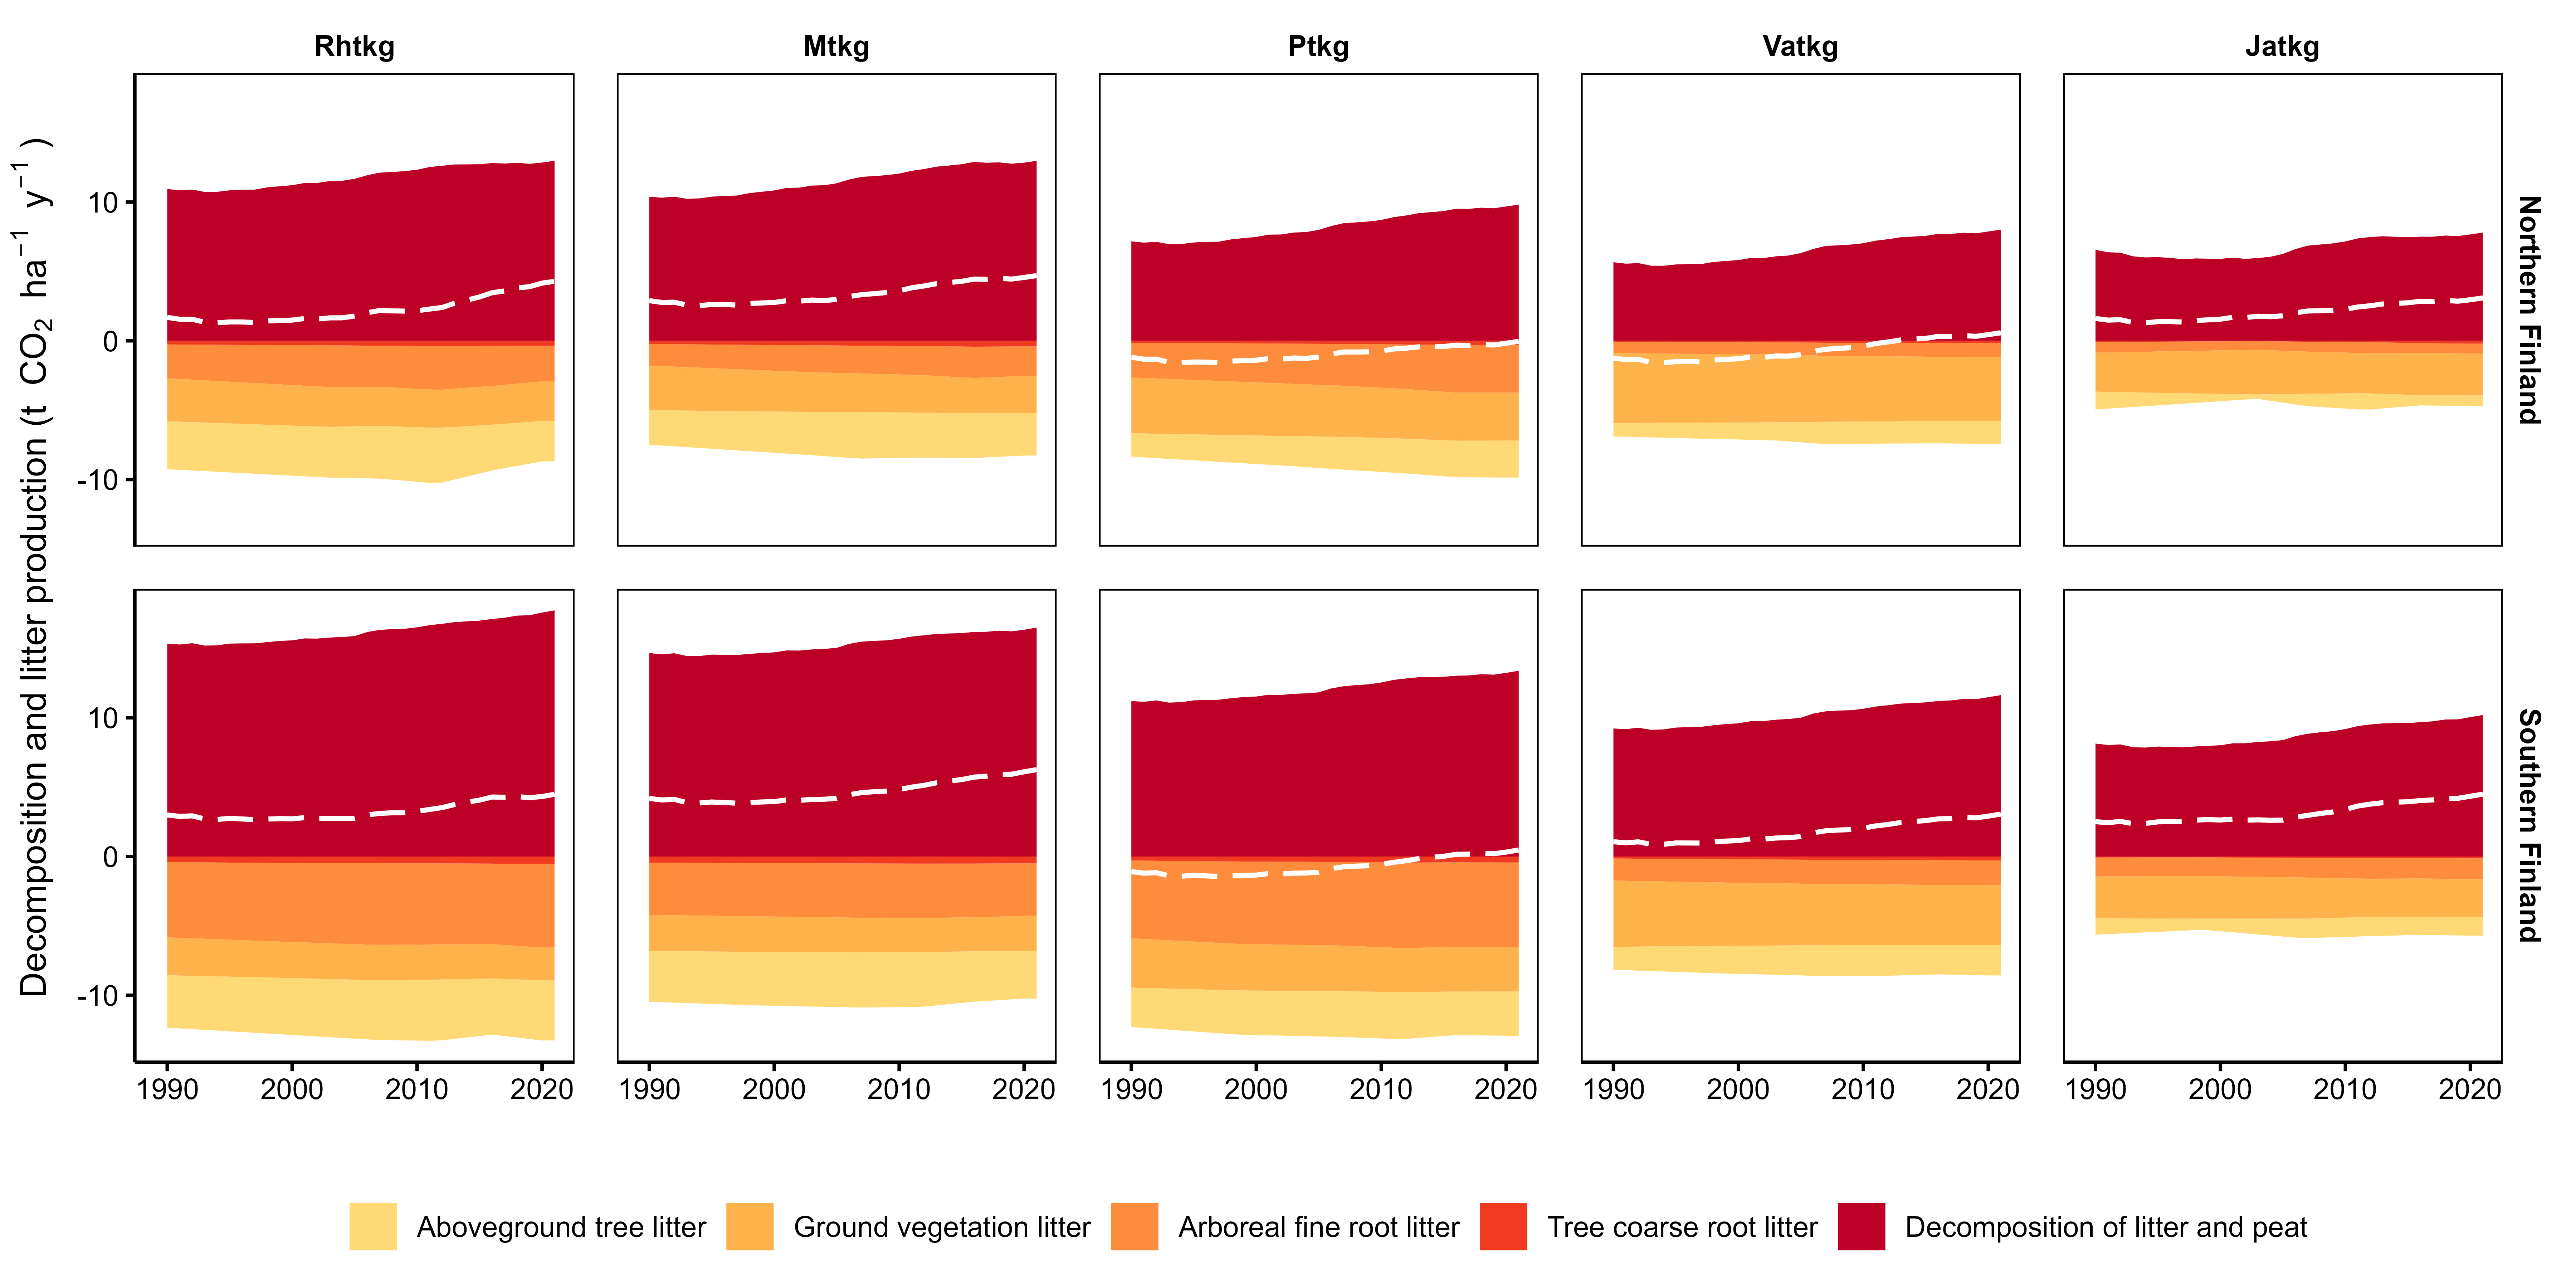 Rhtkg Mtkg Ptkg Vatkg Jatkg
Decomposition and litter production (t CO₂ ha⁻¹ y⁻¹)
10
0
-10
Northern Finland
10
0
-10
Southern Finland
1990 2000 2010 2020 1990 2000 2010 2020 1990 2000 2010 2020 1990 2000 2010 2020 1990 2000 2010 2020
Aboveground tree litter Ground vegetation litter Arboreal fine root litter Tree coarse root litter Decomposition of litter and peat